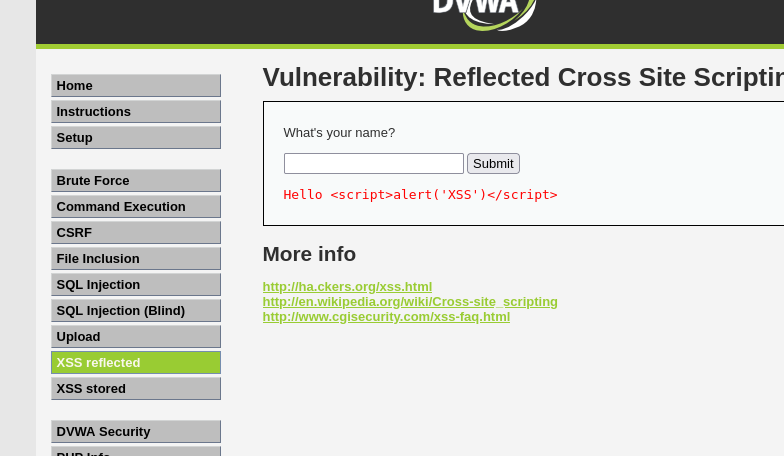 DVWA
Home
Instructions
Setup
Brute Force
Command Execution
CSRF
File Inclusion
SQL Injection
SQL Injection (Blind)
Upload
XSS reflected
XSS stored
DVWA Security
PHP Info
Vulnerability: Reflected Cross Site Scriptin
What's your name?
Submit
Hello <script>alert('XSS')</script>
More info
http://ha.ckers.org/xss.html
http://en.wikipedia.org/wiki/Cross-site_scripting
http://www.cgisecurity.com/xss-faq.html